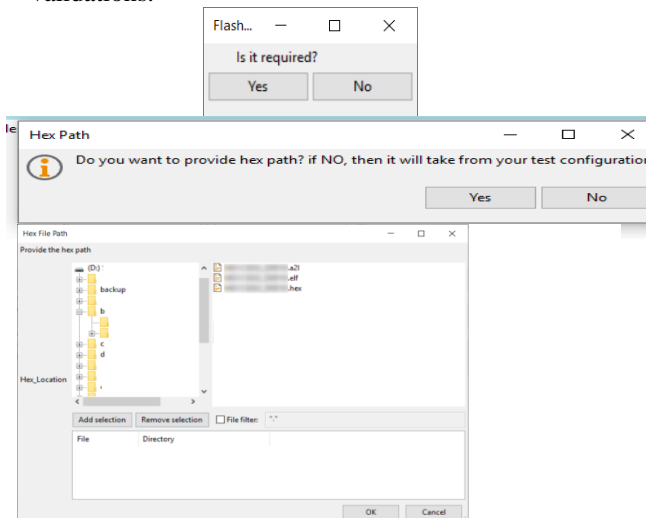 Flash...
Is it required?
Yes No
Hex Path
Do you want to provide hex path? if NO, then it will take from your test configuration
Yes No
Hex File Path
Provide the hex path
(D:)
backup
b
c
d
.a2l
.elf
.hex
Hex_Location
Add selection Remove selection File filter: "."
File Directory
OK Cancel